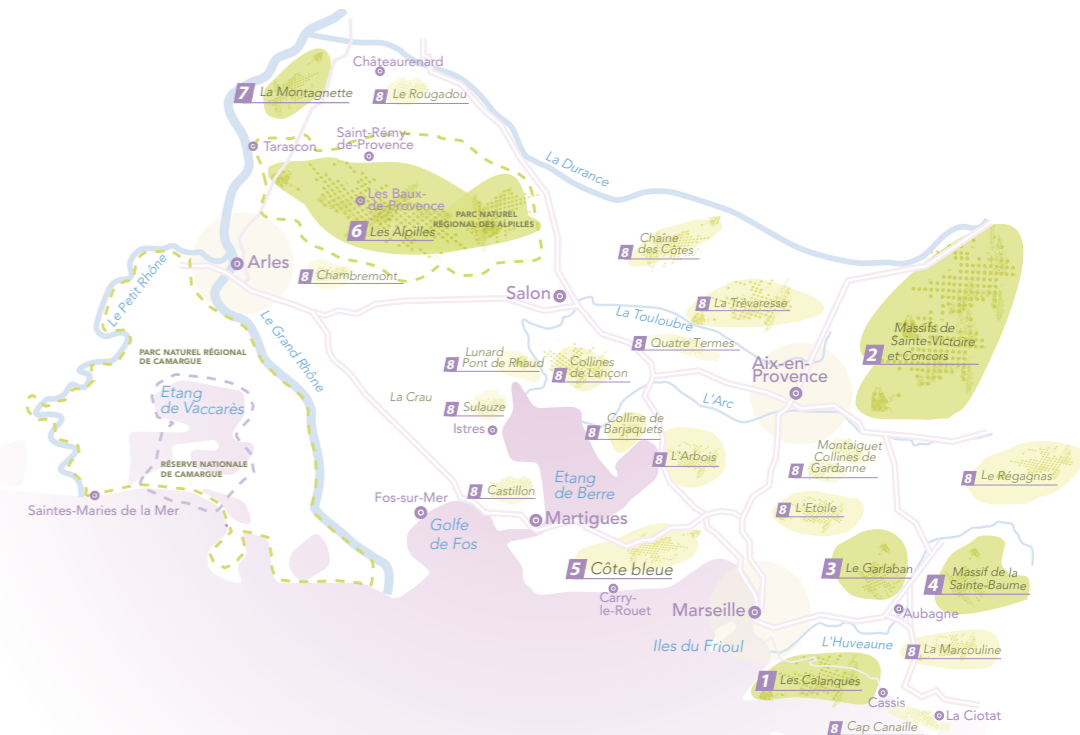 Châteaurenard
7 La Montagnette
8 Le Rougadou
Tarascon
Saint-Rémy-
de-Provence
La Durance
Les Baux-
de-Provence
PARC NATUREL
RÉGIONAL DES ALPILLES
6 Les Alpilles
Chaîne
8 des Côtes
Arles
8 Chambremont
Le Petit Rhône
Le Grand Rhône
Salon
8 La Trévaresse
La Touloubre
Massifs de
Sainte-Victoire
2 et Concors
8 Quatre Termes
PARC NATUREL RÉGIONAL
DE CAMARGUE
Lunard
8 Pont de Rhaud
Collines
8 de Lançon
Aix-en-
Provence
Etang
de Vaccarès
La Crau
8 Sulauze
L'Arc
Istres
Colline de
8 Barjaquets
Montaiguet
Collines de
8 Gardanne
8 L'Arbois
RÉSERVE NATIONALE
DE CAMARGUE
8 Le Régagnas
Etang
de Berre
8 Castillon
Saintes-Maries de la Mer
Fos-sur-Mer
Martigues
8 L'Etoile
Golfe
de Fos
5 Côte bleue
3 Le Garlaban
Massif de la
4 Sainte-Baume
Carry-
le-Rouet
Marseille
Aubagne
Iles du Frioul
L'Huveaune
8 La Marcouline
1 Les Calanques
Cassis
La Ciotat
8 Cap Canaille